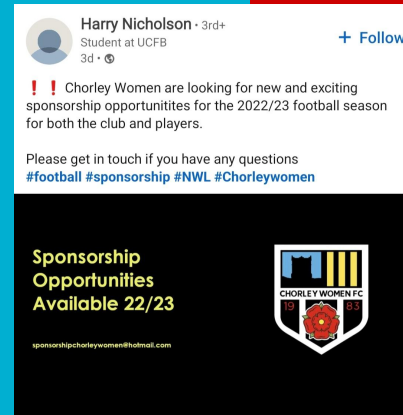 Harry Nicholson • 3rd+
Student at UCFB
3d •
+ Follow
❗ ❗ Chorley Women are looking for new and exciting
sponsorship opportunitites for the 2022/23 football season
for both the club and players.
Please get in touch if you have any questions
#football #sponsorship #NWL #Chorleywomen
Sponsorship
Opportunities
Available 22/23
sponsorshipchorleywomen@hotmail.com
CHORLEY WOMEN FC
19 83